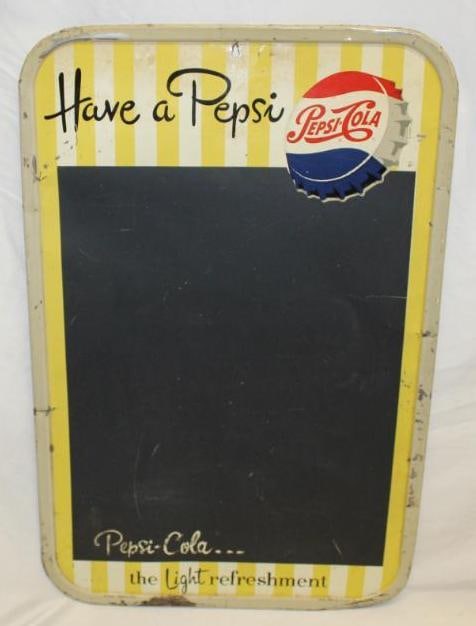 Have a Pepsi
PEPSI-COLA
Pepsi-Cola...
the Light refreshment